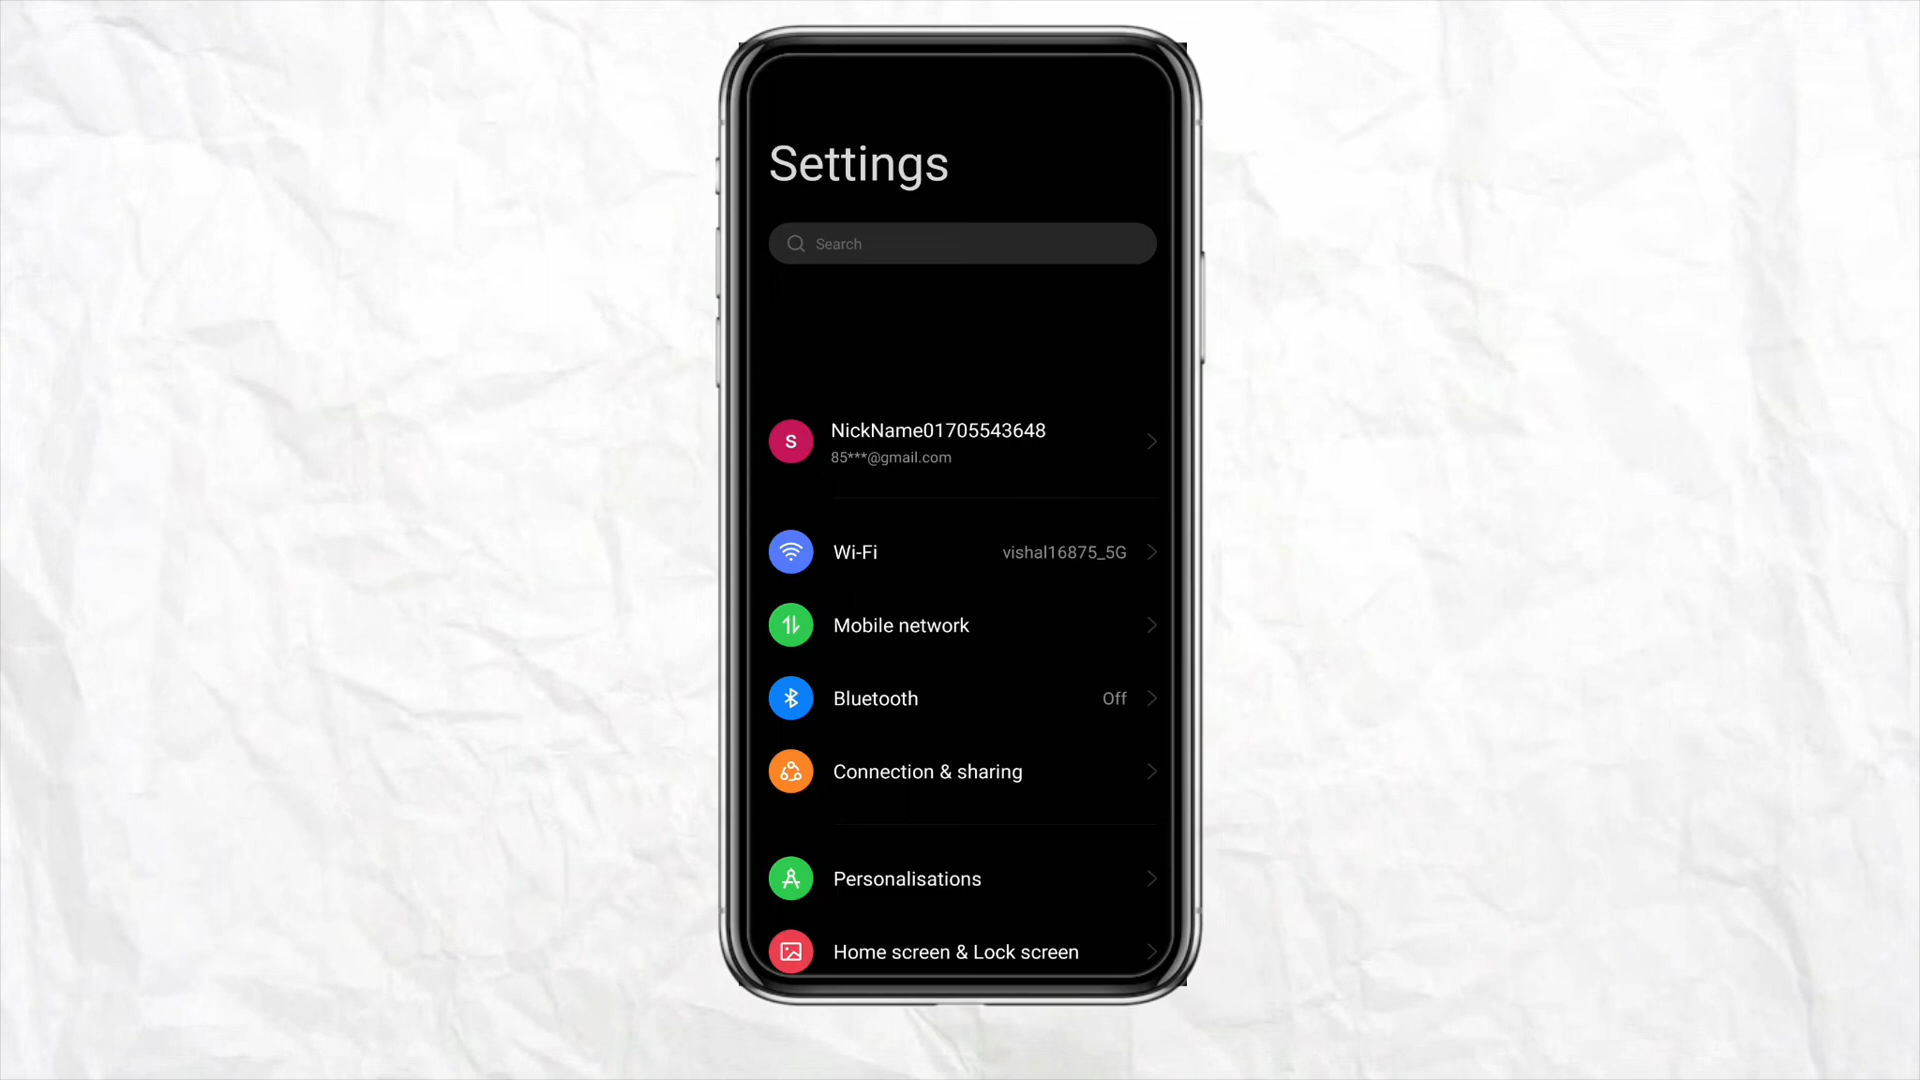 Settings
Search
S
NickName01705543648
85***@gmail.com
Wi-Fi vishal16875_5G
Mobile network
Bluetooth Off
Connection & sharing
Personalisations
Home screen & Lock screen